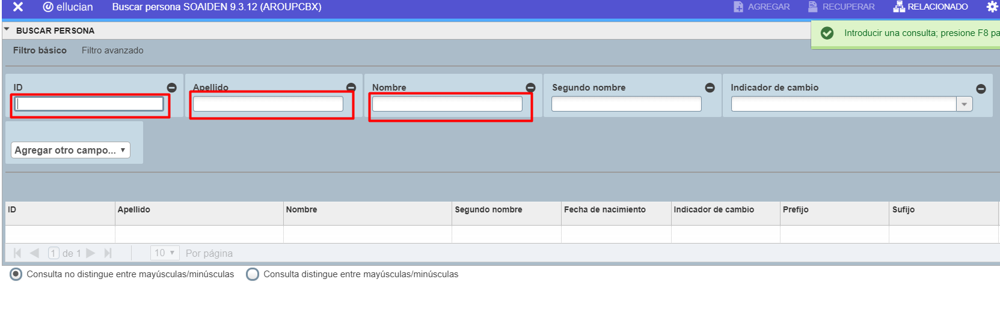 ellucian Buscar persona SOAIDEN 9.3.12 (AROUPCBX) AGREGAR RECUPERAR RELACIONADO
BUSCAR PERSONA
Introducir una consulta; presione F8 pa
Filtro básico Filtro avanzado
ID Apellido Nombre Segundo nombre Indicador de cambio
Agregar otro campo...
ID Apellido Nombre Segundo nombre Fecha de nacimiento Indicador de cambio Prefijo Sufijo
1 de 1 10 Por página
Consulta no distingue entre mayúsculas/minúsculas Consulta distingue entre mayúsculas/minúsculas